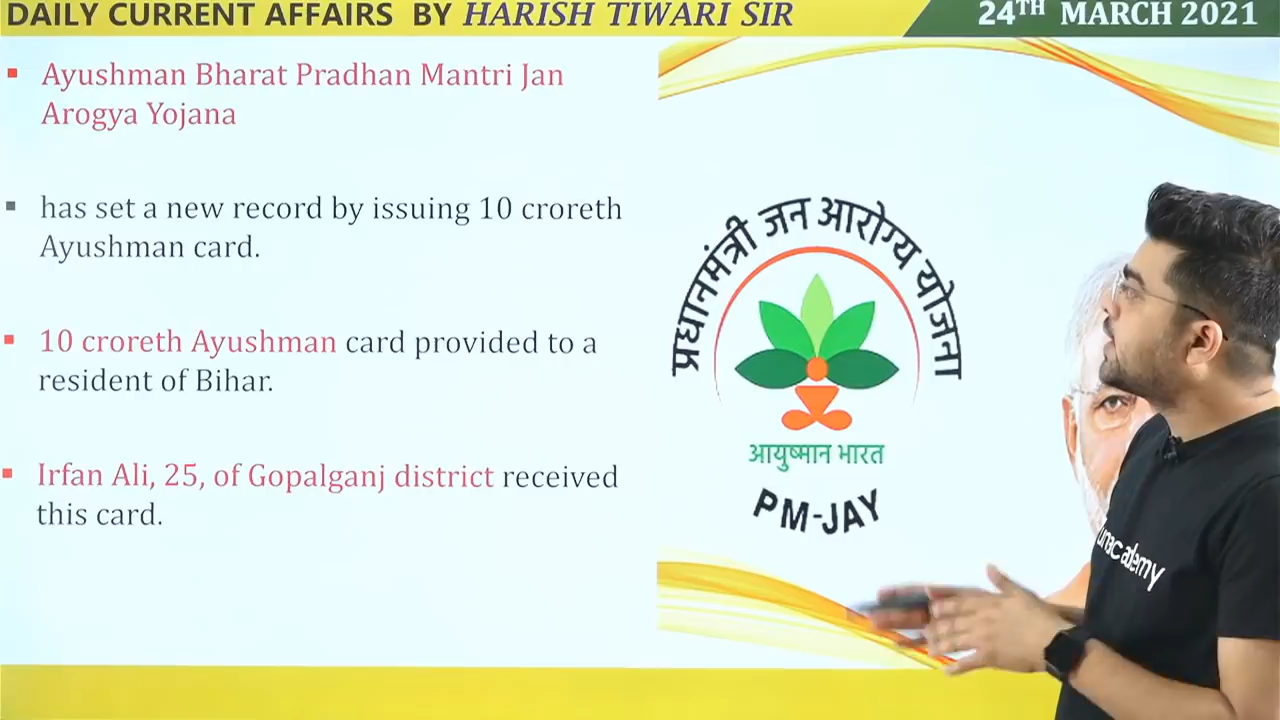 DAILY CURRENT AFFAIRS BY HARISH TIWARI SIR
24TH MARCH 2021
Ayushman Bharat Pradhan Mantri Jan
Arogya Yojana
has set a new record by issuing 10 croreth
Ayushman card.
10 croreth Ayushman card provided to a
resident of Bihar.
Irfan Ali, 25, of Gopalganj district received
this card.
प्रधानमंत्री जन आरोग्य योजना
आयुष्मान भारत
PM-JAY
unacademy